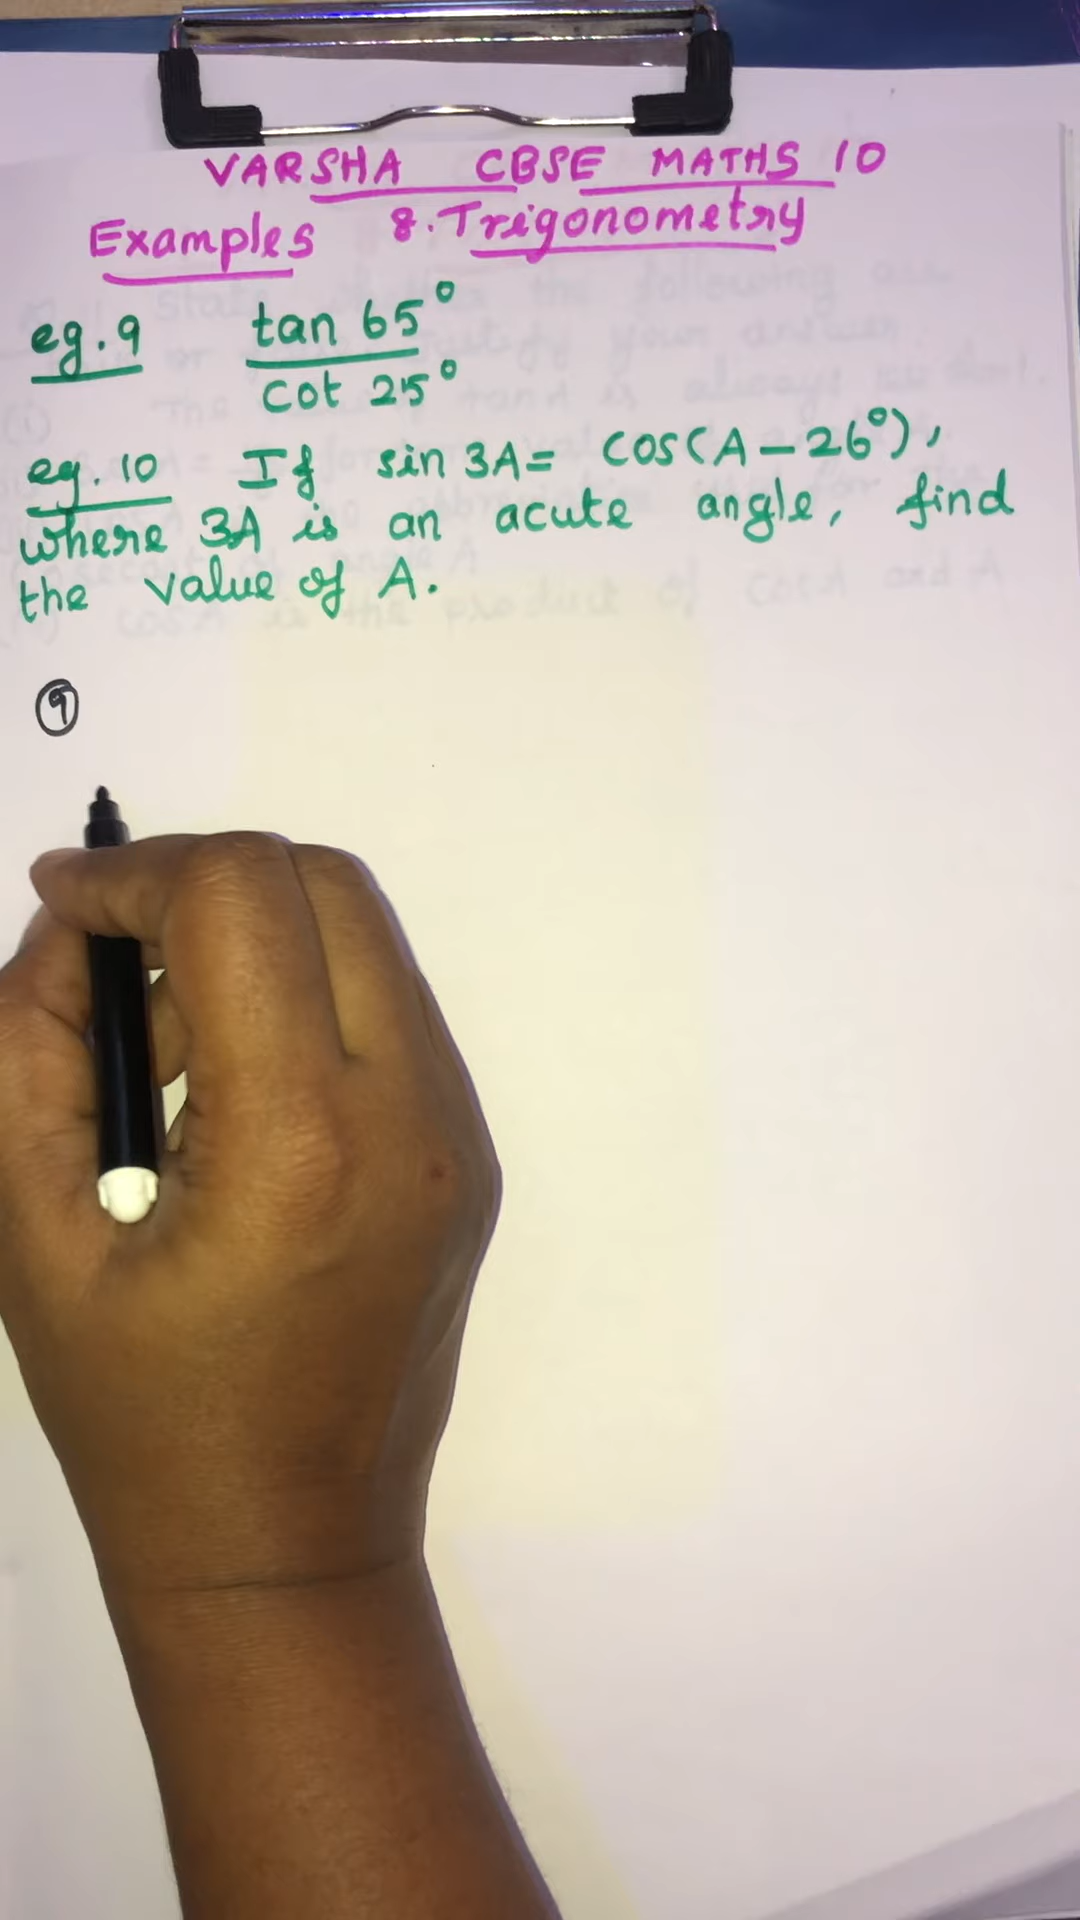 VARSHA CBSE MATHS 10
Examples 8.Trigonometry
eg.9 tan 65°
cot 25°
eg.10 If sin 3A = cos(A-26°),
where 3A is an acute angle, find
the value of A.
9